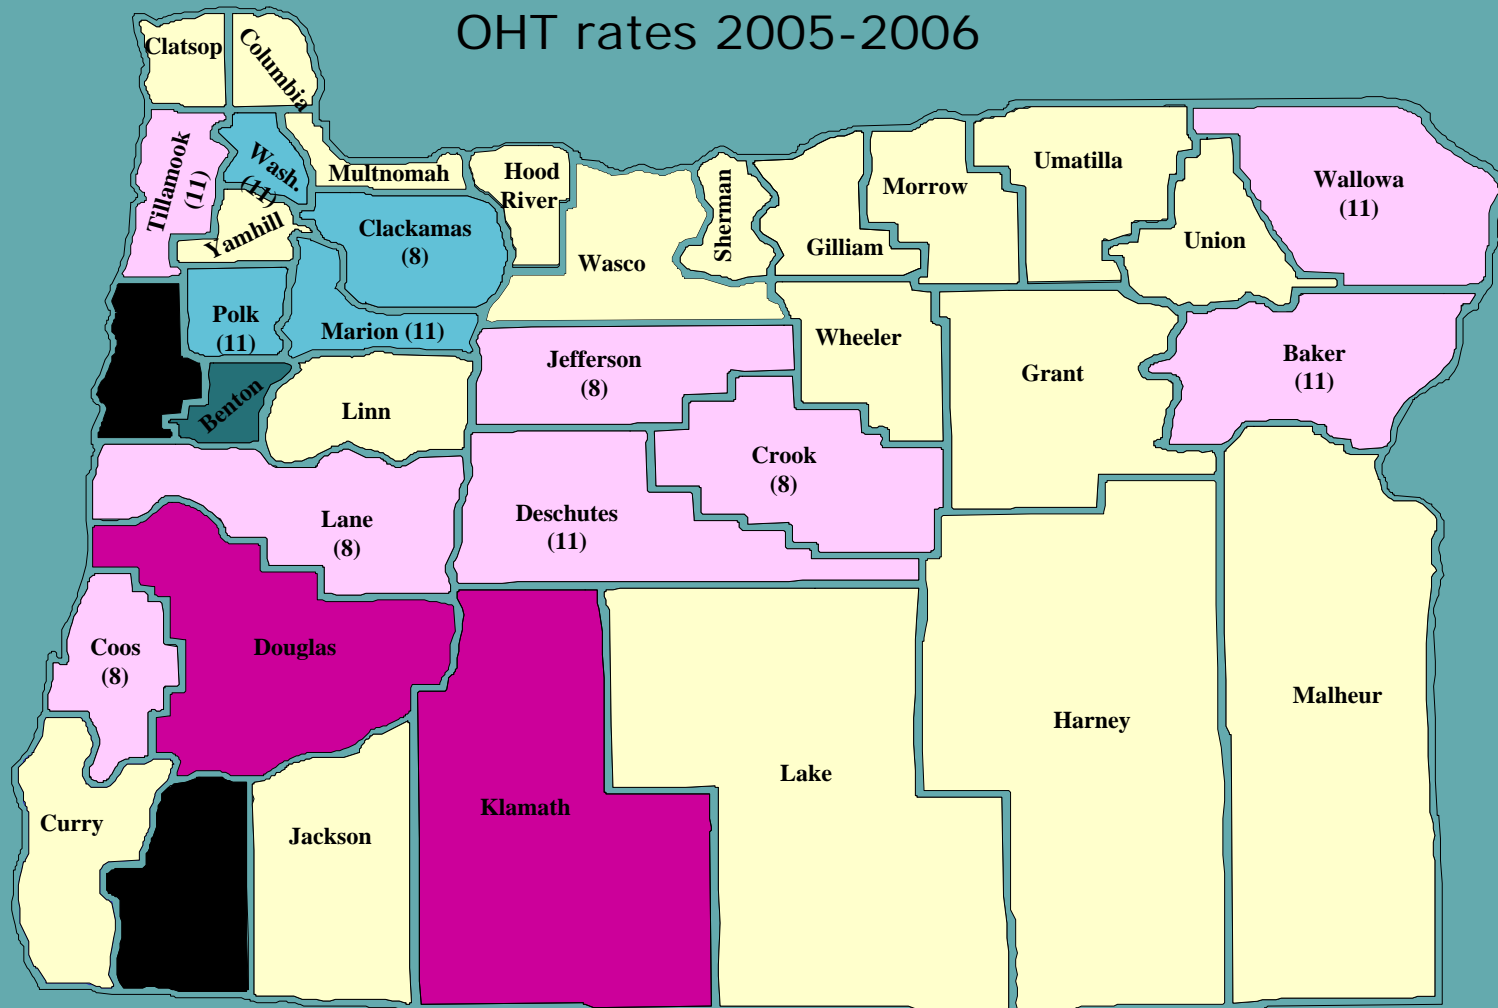 OHT rates 2005-2006
Clatsop
Columbia
Tillamook
(11)
Wash.
(11)
Multnomah
Hood
River
Yamhill
Clackamas
(8)
Wasco
Sherman
Gilliam
Morrow
Umatilla
Union
Wallowa
(11)
Polk
(11)
Marion (11)
Jefferson
(8)
Wheeler
Grant
Baker
(11)
Benton
Linn
Crook
(8)
Lane
(8)
Deschutes
(11)
Coos
(8)
Douglas
Klamath
Lake
Harney
Malheur
Curry
Jackson